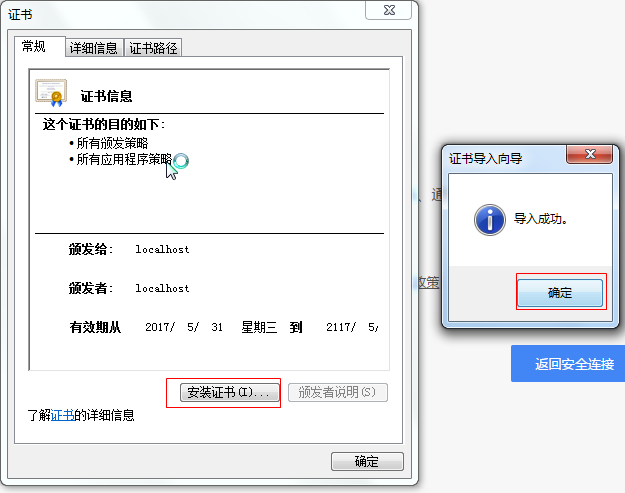 证书
常规 详细信息 证书路径
证书信息
这个证书的目的如下:
• 所有颁发策略
• 所有应用程序策略
颁发给: localhost
颁发者: localhost
有效期从 2017/ 5/ 31 星期三 到 2117/ 5/
安装证书(I)... 颁发者说明(S)
了解证书的详细信息
确定
、通
政策
证书导入向导
导入成功。
确定
返回安全连接